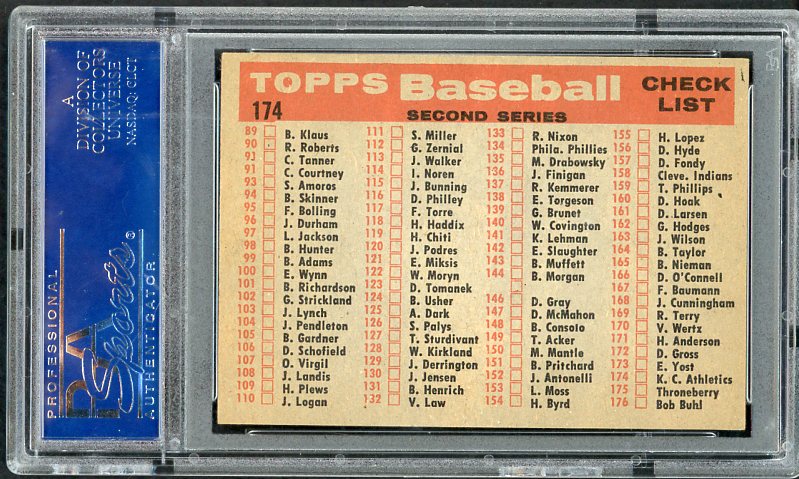 A
DIVISION OF
COLLECTORS
UNIVERSE
NASDAQ: CLCT
PROFESSIONAL
PSA
Sports®
AUTHENTICATOR
TOPPS Baseball CHECK
LIST
174
SECOND SERIES
89 B. Klaus
90 R. Roberts
91 C. Tanner
92 C. Courtney
93 S. Amoros
94 B. Skinner
95 F. Bolling
96 J. Durham
97 L. Jackson
98 B. Hunter
99 B. Adams
100 E. Wynn
101 B. Richardson
102 G. Strickland
103 J. Lynch
104 J. Pendleton
105 B. Gardner
106 D. Schofield
107 O. Virgil
108 J. Landis
109 H. Plews
110 J. Logan
111 S. Miller
112 G. Zernial
113 J. Walker
114 I. Noren
115 J. Bunning
116 D. Philley
117 F. Torre
118 H. Haddix
119 H. Chiti
120 J. Podres
121 E. Miksis
122 W. Moryn
123 D. Tomanek
124 B. Usher
125 A. Dark
126 S. Palys
127 T. Sturdivant
128 W. Kirkland
129 J. Derrington
130 J. Jensen
131 B. Henrich
132 V. Law
133 R. Nixon
134 Phila. Phillies
135 M. Drabowsky
136 J. Finigan
137 R. Kemmerer
138 E. Torgeson
139 G. Brunet
140 W. Covington
141 K. Lehman
142 E. Slaughter
143 B. Muffett
144 B. Morgan
146 D. Gray
147 D. McMahon
148 B. Consolo
149 T. Acker
150 M. Mantle
151 B. Pritchard
152 J. Antonelli
153 L. Moss
154 H. Byrd
155 H. Lopez
156 D. Hyde
157 D. Fondy
158 Cleve. Indians
159 T. Phillips
160 D. Hoak
161 D. Larsen
162 G. Hodges
163 J. Wilson
164 B. Taylor
165 B. Nieman
166 D. O'Connell
167 F. Baumann
168 J. Cunningham
169 R. Terry
170 V. Wertz
171 H. Anderson
172 D. Gross
173 E. Yost
174 K. C. Athletics
175 Throneberry
176 Bob Buhl